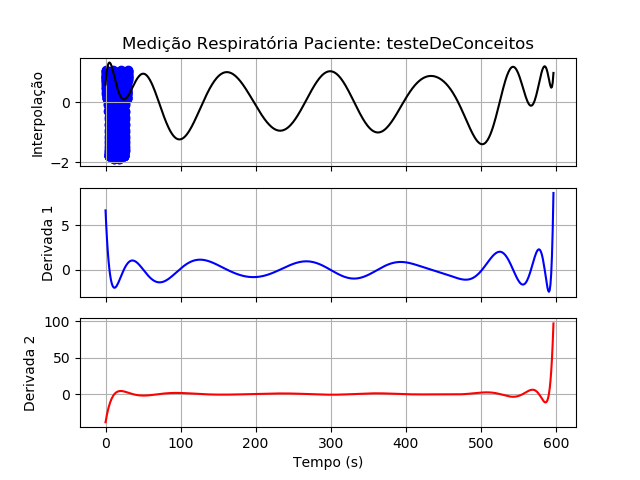 Medição Respiratória Paciente: testeDeConceitos
Interpolação
0
−2
Derivada 1
5
0
Derivada 2
100
50
0
0 100 200 300 400 500 600
Tempo (s)